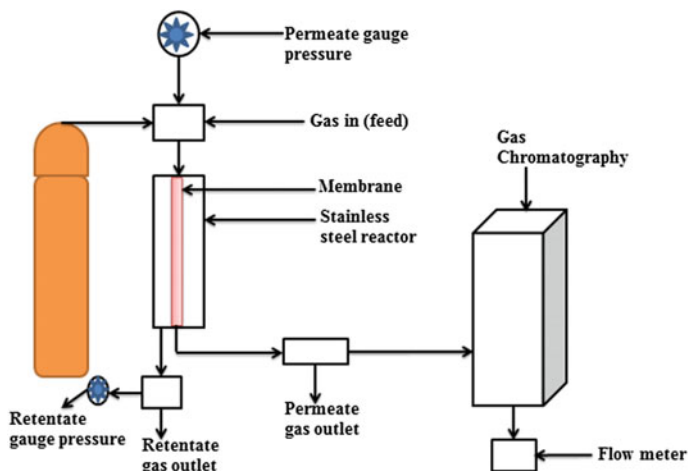 Permeate gauge
pressure
Gas in (feed)
Gas
Chromatography
Membrane
Stainless
steel reactor
Permeate
gas outlet
Retentate
gauge pressure
Retentate
gas outlet
Flow meter